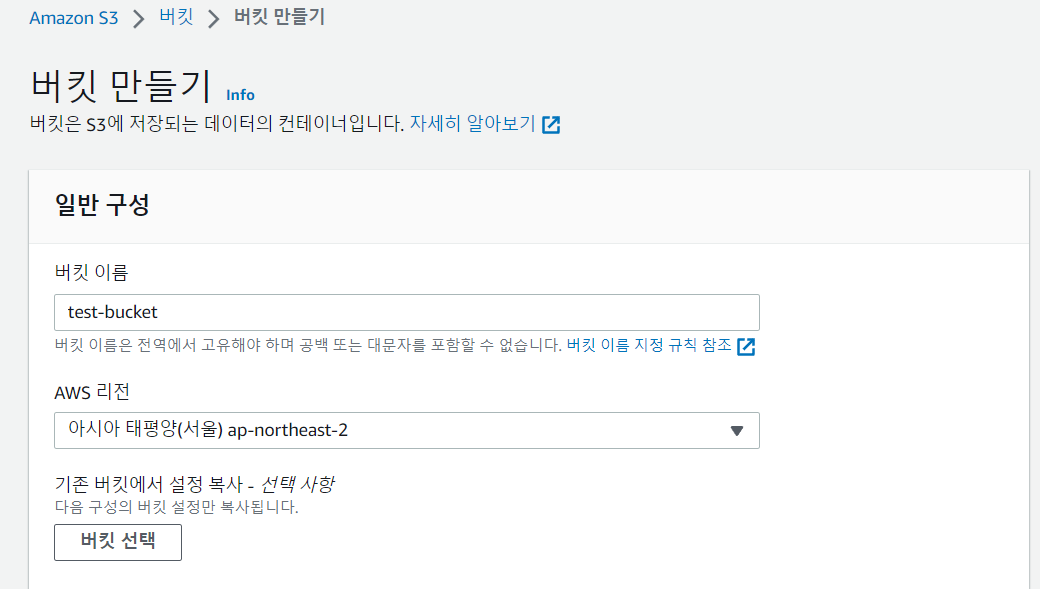 Amazon S3 > 버킷 > 버킷 만들기
버킷 만들기 Info
버킷은 S3에 저장되는 데이터의 컨테이너입니다. 자세히 알아보기
일반 구성
버킷 이름
test-bucket
버킷 이름은 전역에서 고유해야 하며 공백 또는 대문자를 포함할 수 없습니다. 버킷 이름 지정 규칙 참조
AWS 리전
아시아 태평양(서울) ap-northeast-2
기존 버킷에서 설정 복사 - 선택 사항
다음 구성의 버킷 설정만 복사됩니다.
버킷 선택